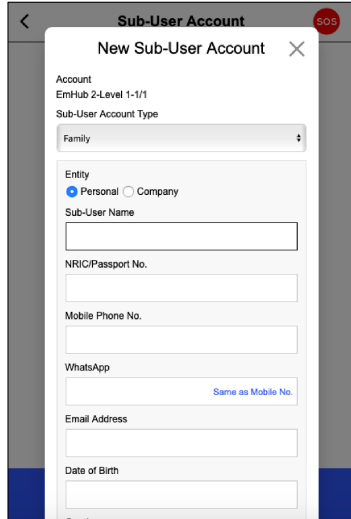 Sub-User Account
SOS
New Sub-User Account
Account
EmHub 2-Level 1-1/1
Sub-User Account Type
Family
Entity
Personal Company
Sub-User Name
NRIC/Passport No.
Mobile Phone No.
WhatsApp
Same as Mobile No.
Email Address
Date of Birth